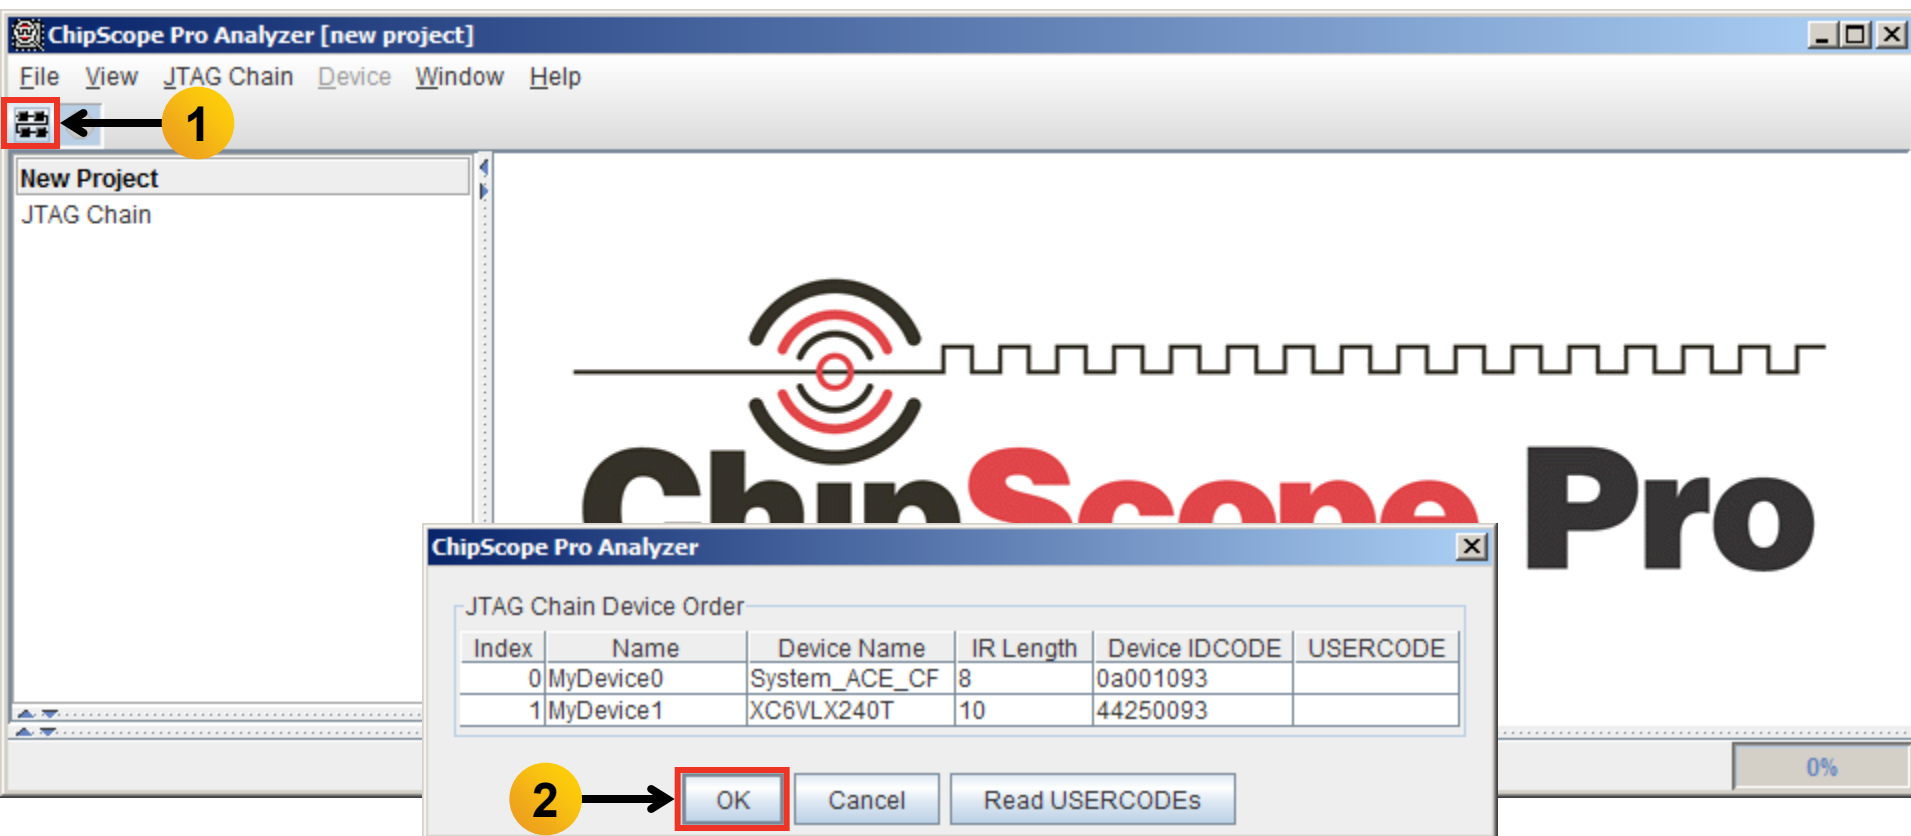 ChipScope Pro Analyzer [new project]
File View JTAG Chain Device Window Help
1
New Project
JTAG Chain
ChipScope Pro
ChipScope Pro Analyzer
JTAG Chain Device Order
Index Name Device Name IR Length Device IDCODE USERCODE
0 MyDevice0 System_ACE_CF 8 0a001093
1 MyDevice1 XC6VLX240T 10 44250093
0%
2 OK Cancel Read USERCODEs